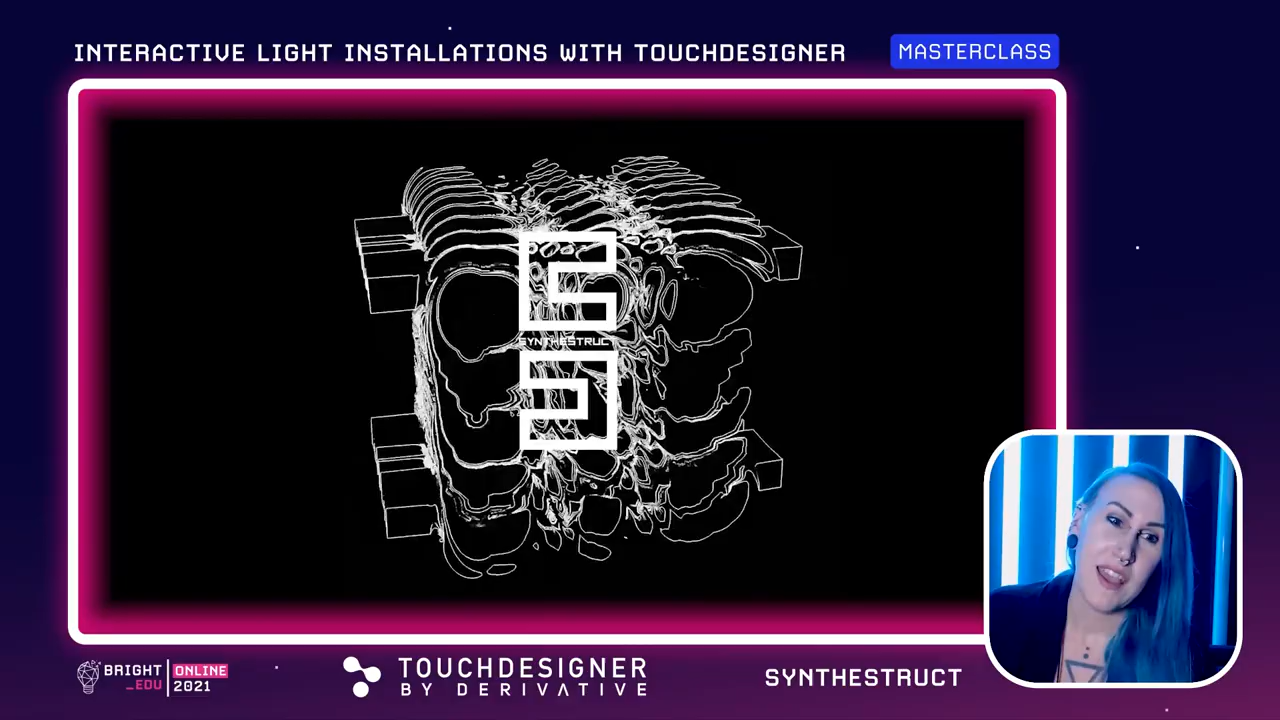 INTERACTIVE LIGHT INSTALLATIONS WITH TOUCHDESIGNER
MASTERCLASS
SYNTHESTRUCT
BRIGHT
_EDU
ONLINE
2021
TOUCHDESIGNER
BY DERIVATIVE
SYNTHESTRUCT